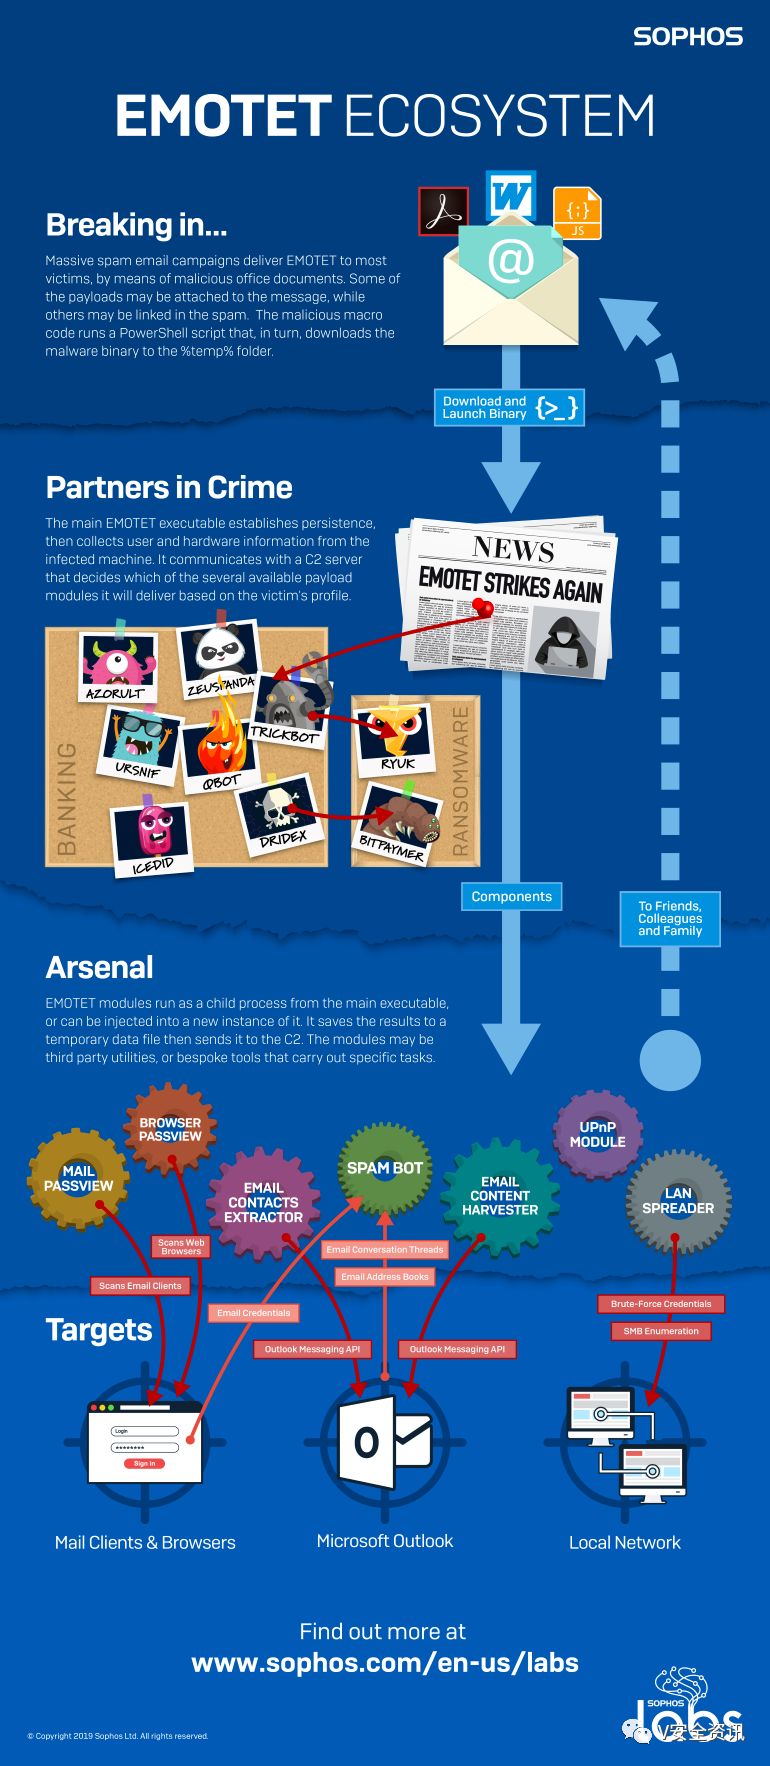 SOPHOS
EMOTET ECOSYSTEM
Breaking in...
Massive spam email campaigns deliver EMOTET to most
victims, by means of malicious office documents. Some of
the payloads may be attached to the message, while
others may be linked in the spam. The malicious macro
code runs a PowerShell script that, in turn, downloads the
malware binary to the %temp% folder.
W
{;}
JS
@
Download and
Launch Binary {>_}
Partners in Crime
The main EMOTET executable establishes persistence,
then collects user and hardware information from the
infected machine. It communicates with a C2 server
that decides which of the several available payload
modules it will deliver based on the victim's profile.
NEWS
EMOTET STRIKES AGAIN
BANKING
AZORULT
ZEUSPANDA
TRICKBOT
URSNIF
QBOT
DRIDEX
ICEDID
RANSOMWARE
RYUK
BITPAYMER
Components
To Friends,
Colleagues
and Family
Arsenal
EMOTET modules run as a child process from the main executable,
or can be injected into a new instance of it. It saves the results to a
temporary data file then sends it to the C2. The modules may be
third party utilities, or bespoke tools that carry out specific tasks.
MAIL
PASSVIEW
BROWSER
PASSVIEW
EMAIL
CONTACTS
EXTRACTOR
SPAM BOT
EMAIL
CONTENT
HARVESTER
UPnP
MODULE
LAN
SPREADER
Scans Web
Browsers
Scans Email Clients
Email Conversation Threads
Email Address Books
Email Credentials
Outlook Messaging API
Outlook Messaging API
Brute-Force Credentials
SMB Enumeration
Targets
Login
********
Sign in
O
Mail Clients & Browsers
Microsoft Outlook
Local Network
Find out more at
www.sophos.com/en-us/labs
SOPHOS
labs
V安全资讯
© Copyright 2019 Sophos Ltd. All rights reserved.